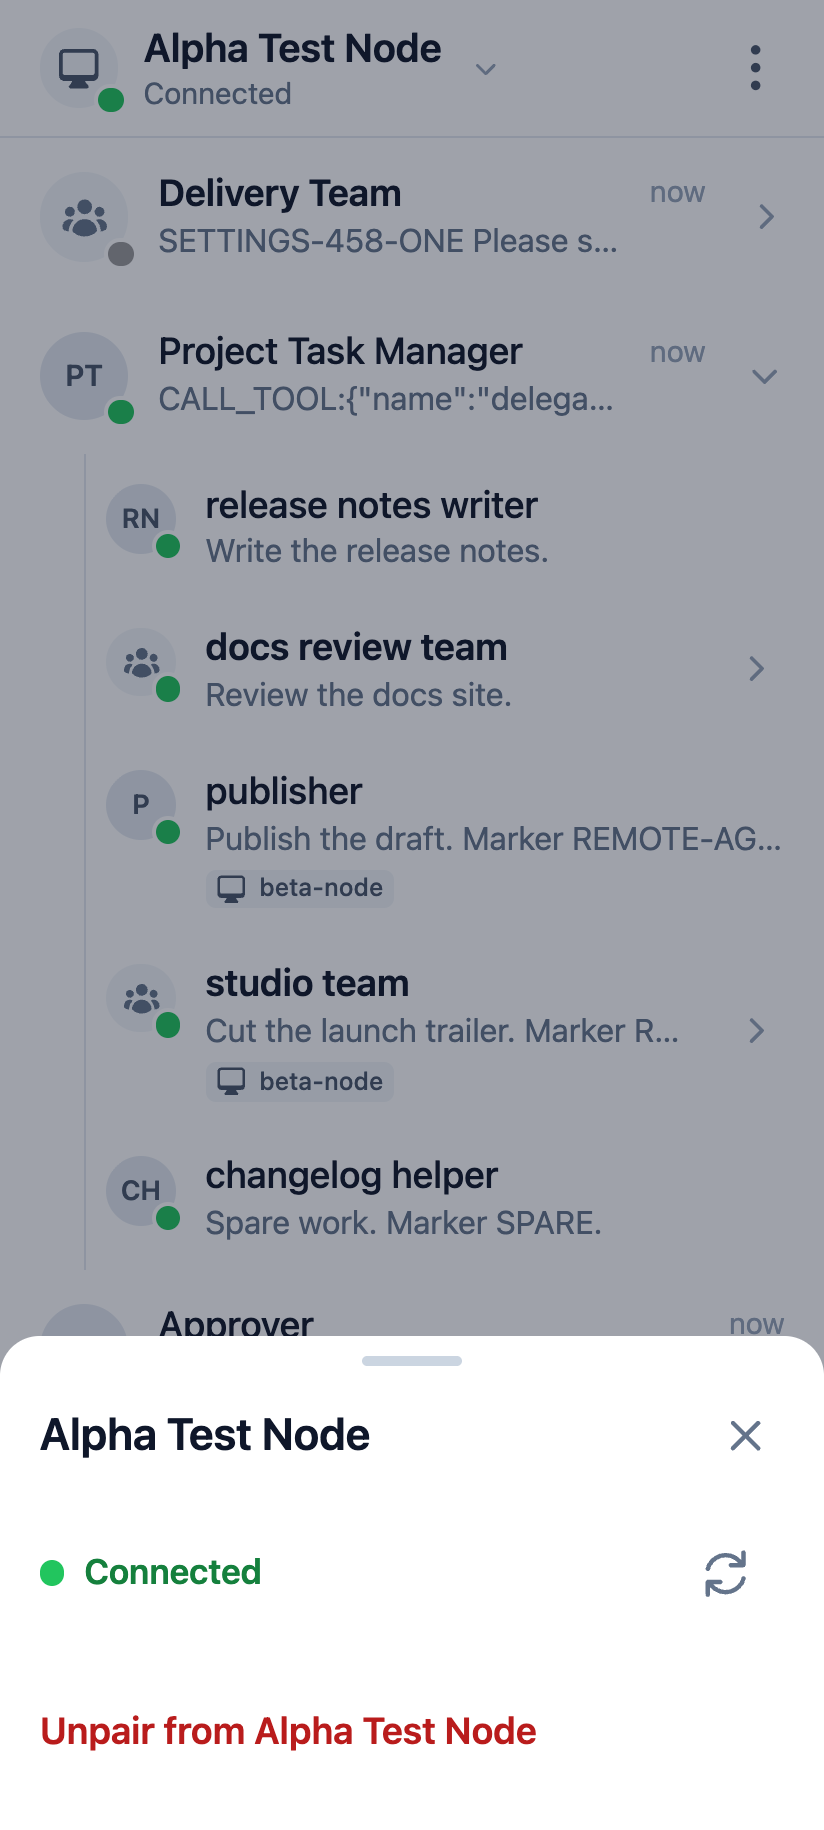 Alpha Test Node
Connected
Delivery Team
now
SETTINGS-458-ONE Please s...
PT
Project Task Manager
now
CALL_TOOL:{"name":"delega...
RN
release notes writer
Write the release notes.
docs review team
Review the docs site.
P
publisher
Publish the draft. Marker REMOTE-AG...
beta-node
studio team
Cut the launch trailer. Marker R...
beta-node
CH
changelog helper
Spare work. Marker SPARE.
Approver
now
Alpha Test Node
Connected
Unpair from Alpha Test Node